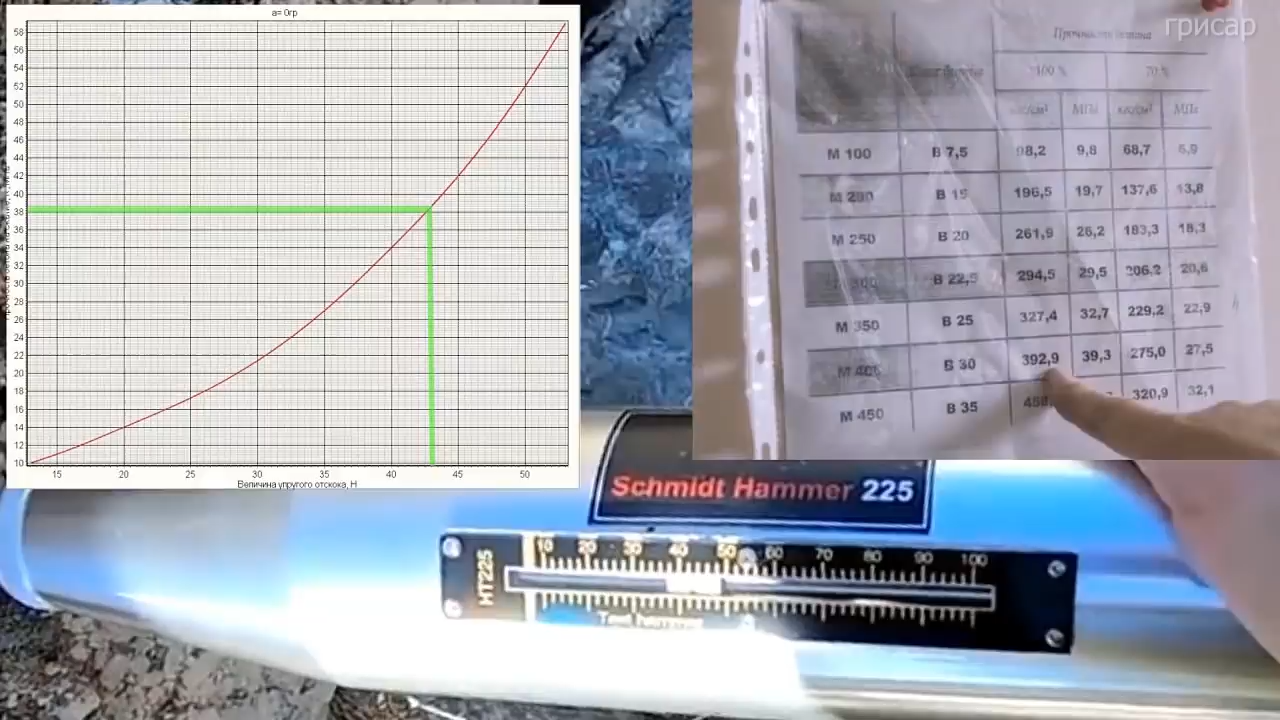 a= 0гр
58
56
54
52
50
48
46
44
42
40
38
36
34
32
30
28
26
24
22
20
18
16
14
12
10
15 20 25 30 35 40 45 50
Величина упругого отскока, H
грисар
Прочность бетона
100 % 70 %
кгс/см² МПа кгс/см² МПа
М 100 В 7,5 98,2 9,8 68,7 6,9
М 200 В 15 196,5 19,7 137,6 13,8
М 250 В 20 261,9 26,2 183,3 18,3
М 300 В 22,5 294,5 29,5 206,2 20,6
М 350 В 25 327,4 32,7 229,2 22,9
М 400 В 30 392,9 39,3 275,0 27,5
М 450 В 35 320,9 32,1
Schmidt Hammer 225
HT225
10 20 30 40 50 60 70 80 90 100